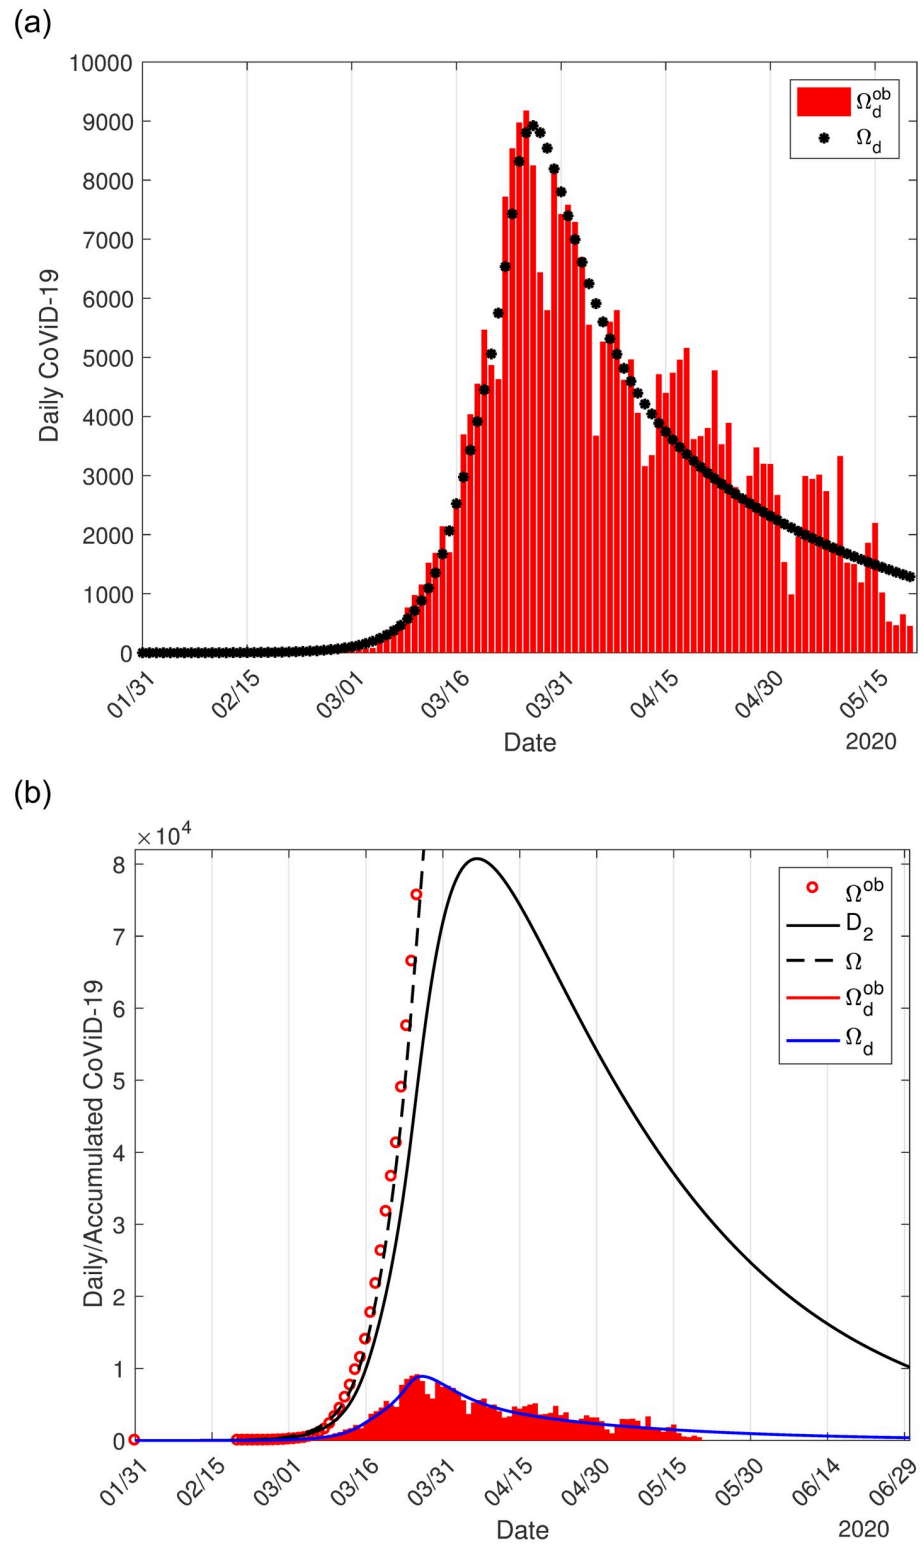 (a)
10000
9000
8000
7000
6000
5000
4000
3000
2000
1000
0
Daily CoViD-19
Ω_d^ob
Ω_d
01/31 02/15 03/01 03/16 03/31 04/15 04/30 05/15
Date
2020
(b)
×10^4
8
7
6
5
4
3
2
1
0
Daily/Accumulated CoViD-19
Ω^ob
D_2
Ω
Ω_d^ob
Ω_d
01/31 02/15 03/01 03/16 03/31 04/15 04/30 05/15 05/30 06/14 06/29
Date
2020